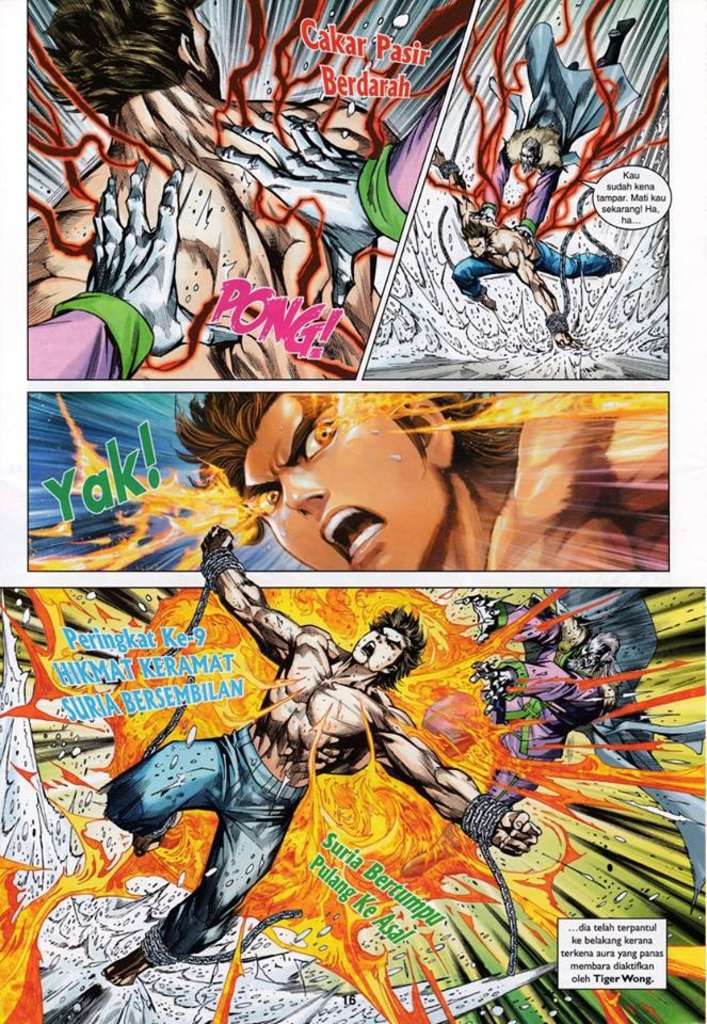 Cakar Pasir
Berdarah
PONG!
Kau
sudah kena
tampar. Mati kau
sekarang! Ha,
ha...
Yak!
Peringkat Ke-9
HIKMAT KERAMAT
SURIA BERSEMBILAN
Suria Bertumpu
Pulang Ke Asal
...dia telah terpantul
ke belakang kerana
terkena aura yang panas
membara diaktifkan
oleh Tiger Wong.
16